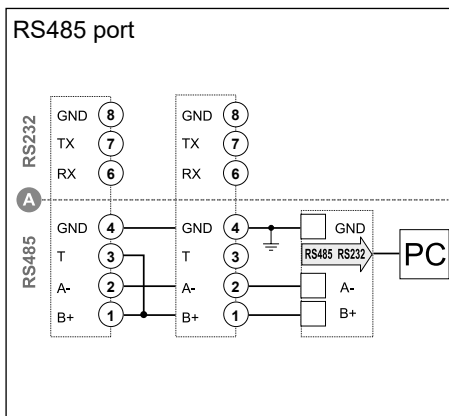 RS485 port
RS232
GND 8 GND 8
TX 7 TX 7
RX 6 RX 6
A
RS485
GND 4 GND 4 GND
T 3 T 3 RS485 RS232 PC
A- 2 A- 2 A-
B+ 1 B+ 1 B+